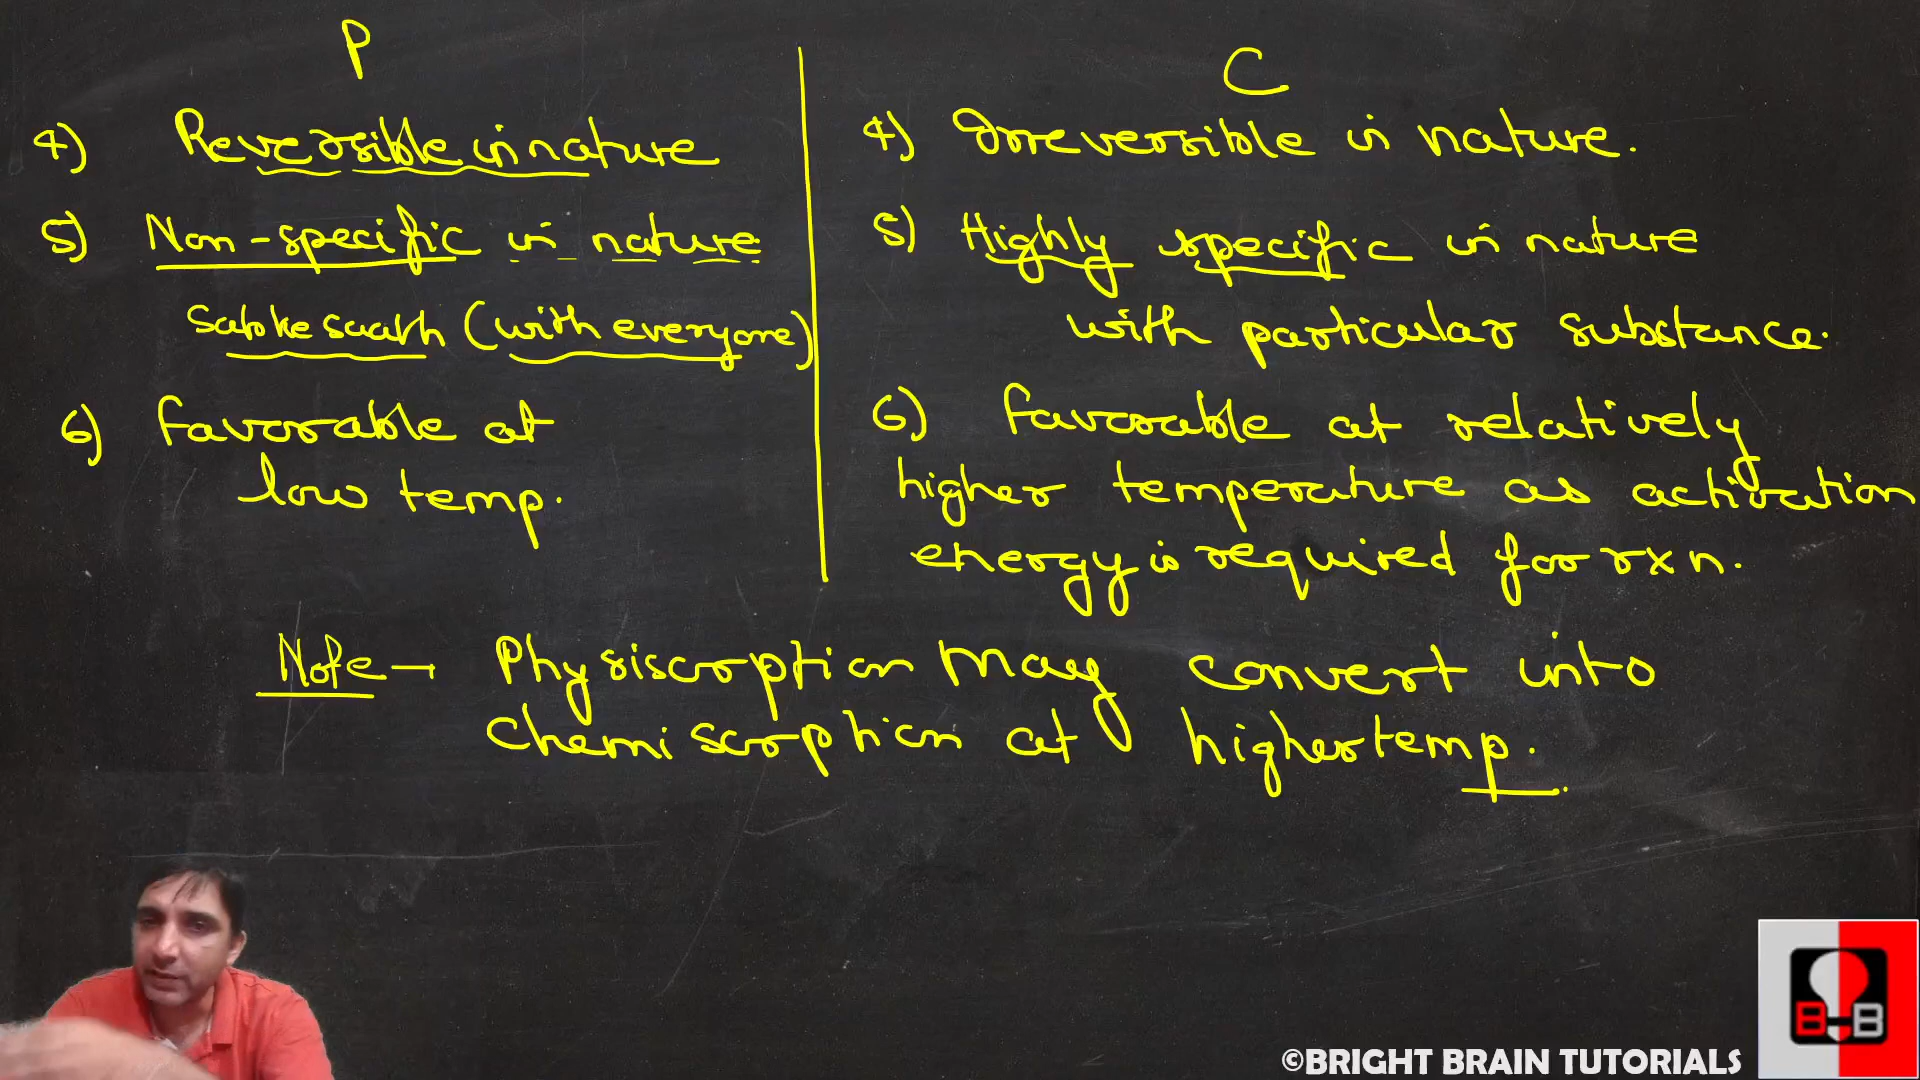 P
4) Reversible in nature
5) Non-specific in nature
Sabke saath (with everyone)
6) favorable at
low temp.
C
4) Irreversible in nature.
5) Highly specific in nature
with particular substance.
6) favorable at relatively
higher temperature as activation
energy is required for rxn.
Note → Physiscorption may convert into
chemiscorption at higher temp.
B B
©BRIGHT BRAIN TUTORIALS